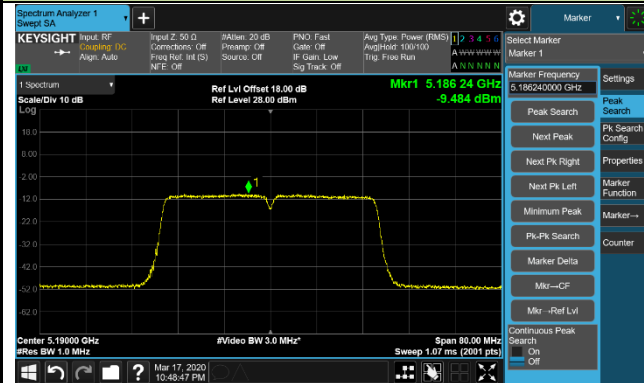 Spectrum Analyzer 1
Swept SA
KEYSIGHT
Input: RF
Coupling: DC
Align: Auto
Input Z: 50 Ω
Corrections: Off
Freq Ref: Int (S)
NFE: Off
#Atten: 20 dB
Preamp: Off
Source: Off
PNO: Fast
Gate: Off
IF Gain: Low
Sig Track: Off
Avg Type: Power (RMS)
Avg|Hold: 100/100
Trig: Free Run
1 2 3 4 5 6
A W W W W W
A N N N N N
1 Spectrum
Scale/Div 10 dB
Ref Lvl Offset 18.00 dB
Ref Level 28.00 dBm
Mkr1 5.186 24 GHz
-9.484 dBm
Log
18.0
8.00
-2.00
-12.0
-22.0
-32.0
-42.0
-52.0
-62.0
1
Center 5.19000 GHz
#Res BW 1.0 MHz
#Video BW 3.0 MHz*
Span 80.00 MHz
Sweep 1.07 ms (2001 pts)
Mar 17, 2020
10:48:47 PM
Marker
Select Marker
Marker 1
Marker Frequency
5.186240000 GHz
Peak Search
Next Peak
Next Pk Right
Next Pk Left
Minimum Peak
Pk-Pk Search
Marker Delta
Mkr→CF
Mkr→Ref Lvl
Continuous Peak
Search
On
Off
Settings
Peak
Search
Pk Search
Config
Properties
Marker
Function
Marker→
Counter